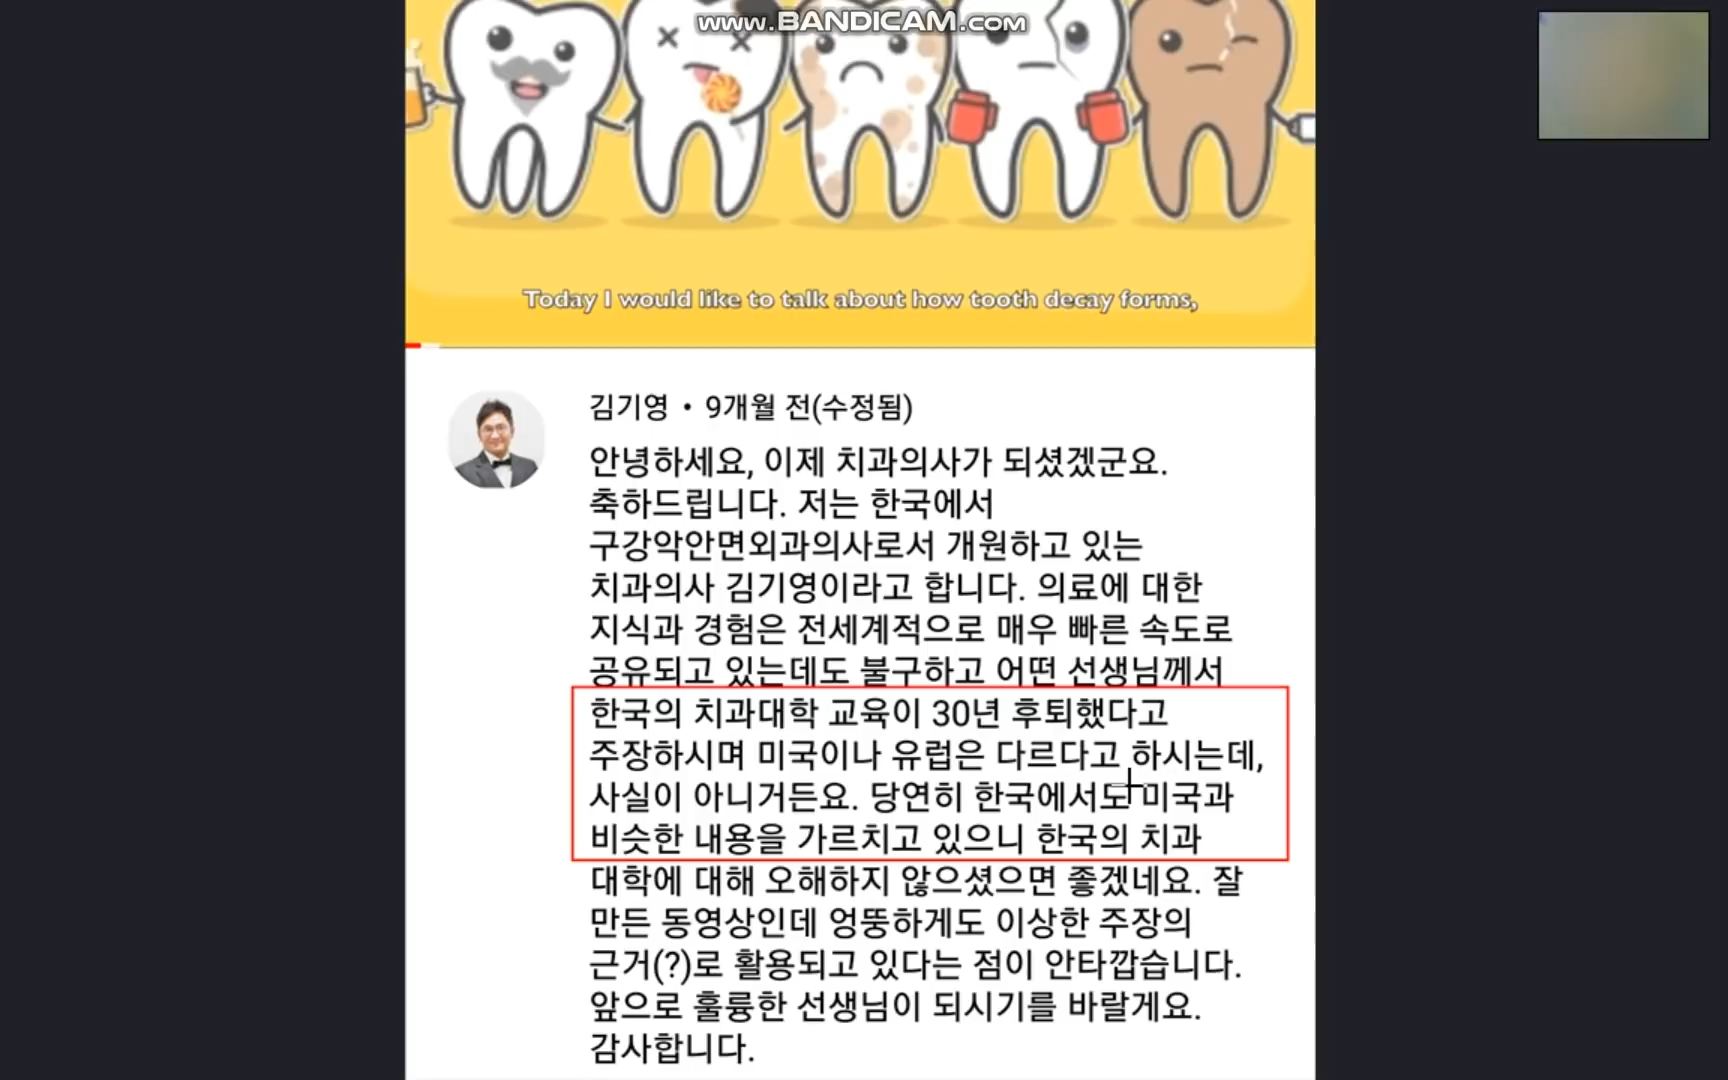 www.BANDICAM.com
Today I would like to talk about how tooth decay forms,
김기영 • 9개월 전(수정됨)
안녕하세요, 이제 치과의사가 되셨겠군요.
축하드립니다. 저는 한국에서
구강악안면외과의사로서 개원하고 있는
치과의사 김기영이라고 합니다. 의료에 대한
지식과 경험은 전세계적으로 매우 빠른 속도로
공유되고 있는데도 불구하고 어떤 선생님께서
한국의 치과대학 교육이 30년 후퇴했다고
주장하시며 미국이나 유럽은 다르다고 하시는데,
사실이 아니거든요. 당연히 한국에서도 미국과
비슷한 내용을 가르치고 있으니 한국의 치과
대학에 대해 오해하지 않으셨으면 좋겠네요. 잘
만든 동영상인데 엉뚱하게도 이상한 주장의
근거(?)로 활용되고 있다는 점이 안타깝습니다.
앞으로 훌륭한 선생님이 되시기를 바랄게요.
감사합니다.